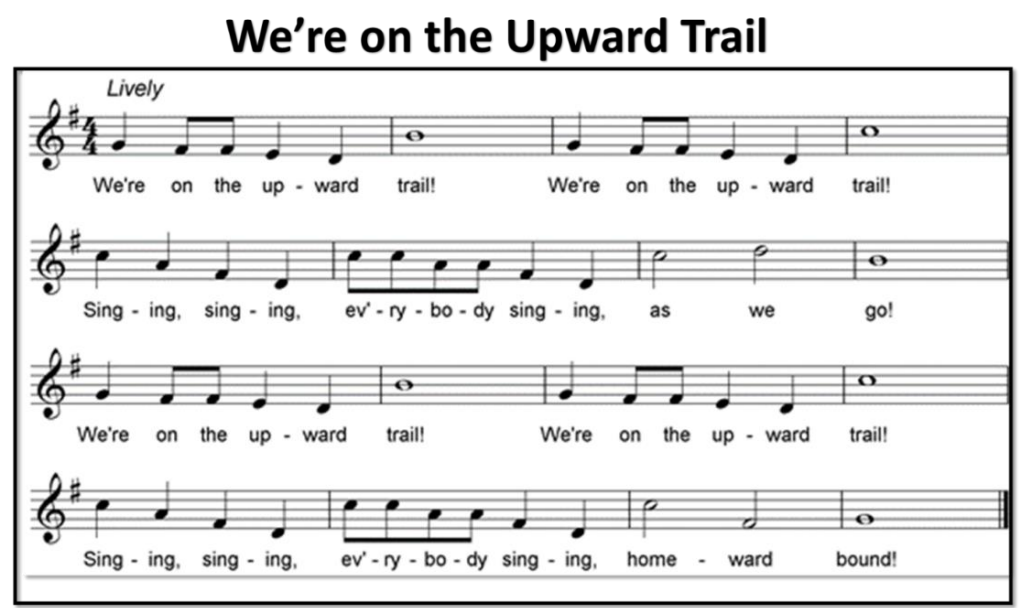 We're on the Upward Trail
Lively
4
4
We're on the up - ward trail! We're on the up - ward trail!
Sing - ing, sing - ing, ev' - ry - bo - dy sing - ing, as we go!
We're on the up - ward trail! We're on the up - ward trail!
Sing - ing, sing - ing, ev' - ry - bo - dy sing - ing, home - ward bound!